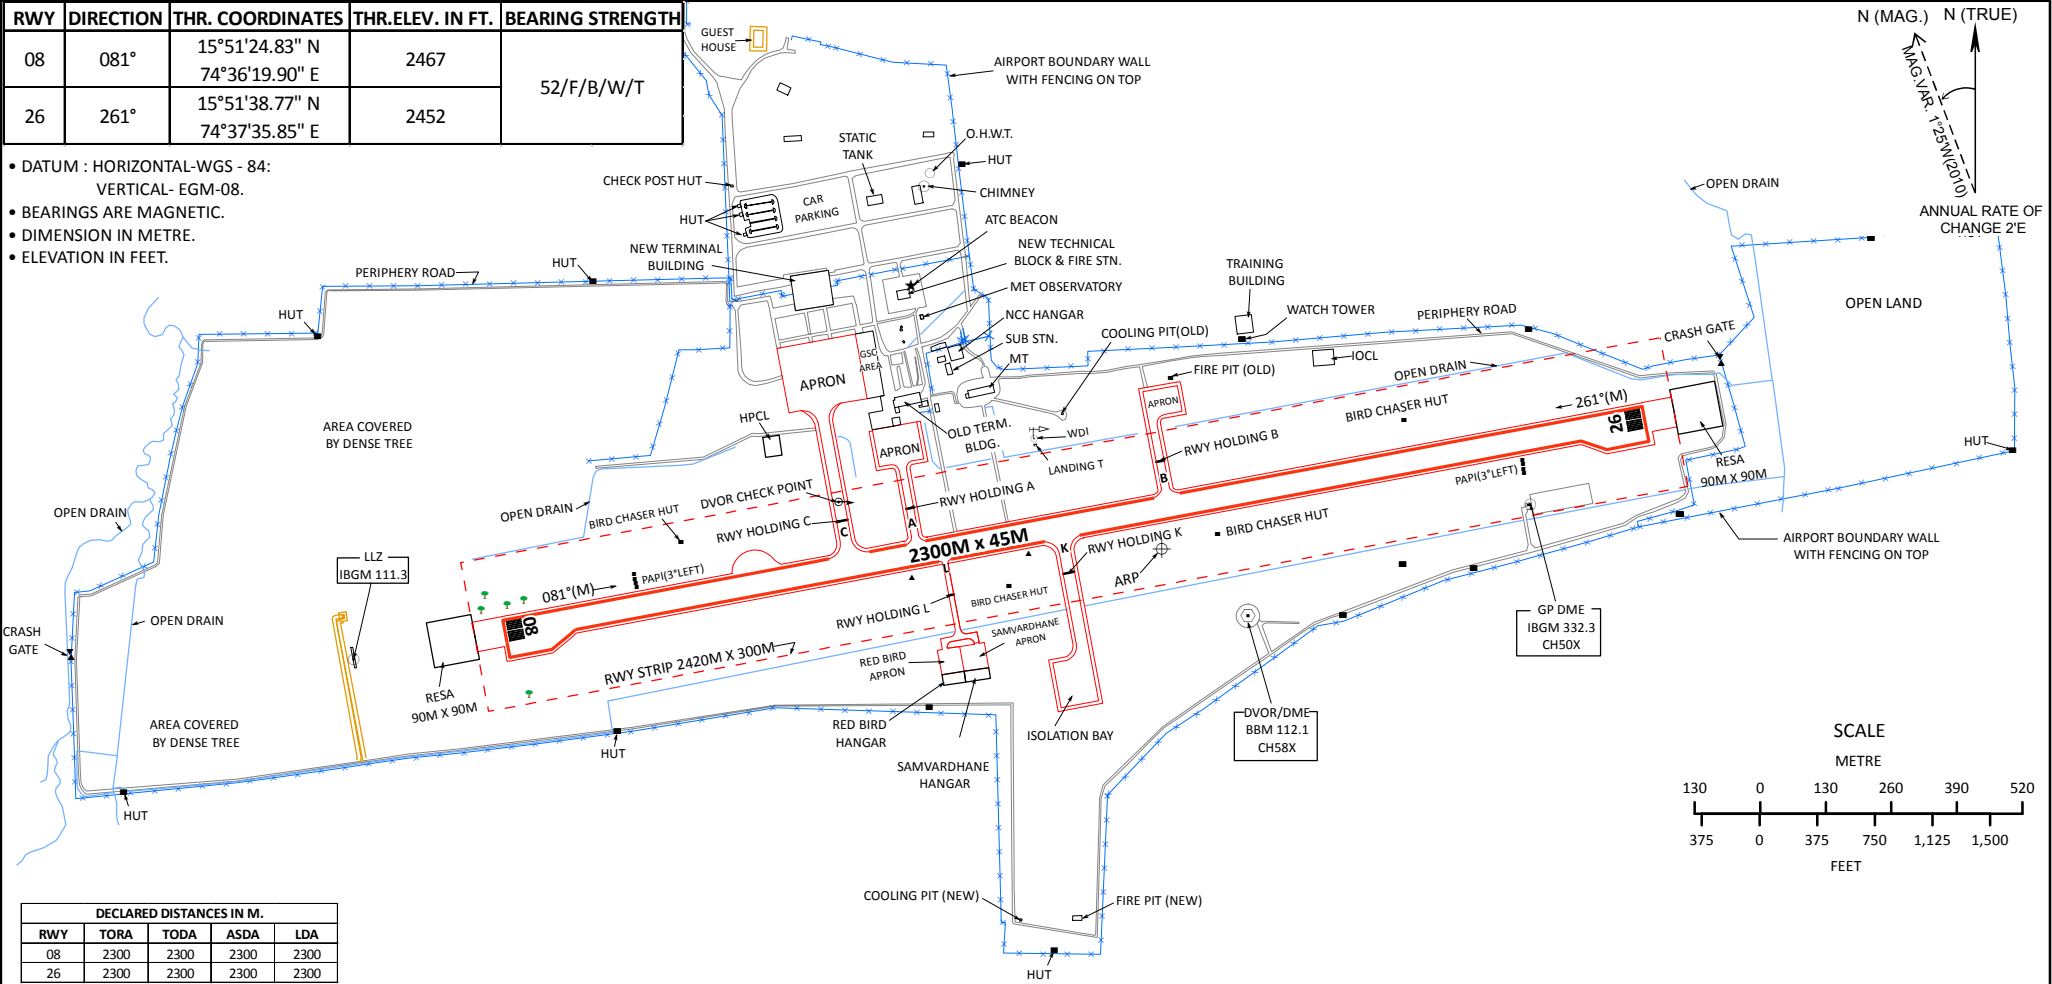 RWY DIRECTION THR. COORDINATES THR.ELEV. IN FT. BEARING STRENGTH
08 081° 15°51'24.83" N 74°36'19.90" E 2467 52/F/B/W/T
26 261° 15°51'38.77" N 74°37'35.85" E 2452
• DATUM : HORIZONTAL-WGS - 84:
VERTICAL- EGM-08.
• BEARINGS ARE MAGNETIC.
• DIMENSION IN METRE.
• ELEVATION IN FEET.
GUEST
HOUSE
AIRPORT BOUNDARY WALL
WITH FENCING ON TOP
N (MAG.) N (TRUE)
MAG.VAR. 1°25'W(2010)
ANNUAL RATE OF
CHANGE 2'E
STATIC
TANK
O.H.W.T.
HUT
CHECK POST HUT
CHIMNEY
HUT
CAR
PARKING
ATC BEACON
NEW TERMINAL
BUILDING
NEW TECHNICAL
BLOCK & FIRE STN.
MET OBSERVATORY
NCC HANGAR
SUB STN.
MT
COOLING PIT(OLD)
TRAINING
BUILDING
WATCH TOWER
PERIPHERY ROAD
OPEN DRAIN
OPEN LAND
CRASH GATE
IOCL
FIRE PIT (OLD)
OPEN DRAIN
PERIPHERY ROAD
HUT
HUT
AREA COVERED
BY DENSE TREE
APRON
GSC
AREA
HPCL
APRON
OLD TERM.
BLDG.
WDI
LANDING T
APRON
RWY HOLDING B
B
BIRD CHASER HUT
261°(M)
26
PAPI(3°LEFT)
RESA
90M X 90M
HUT
AIRPORT BOUNDARY WALL
WITH FENCING ON TOP
DVOR CHECK POINT
RWY HOLDING A
A
RWY HOLDING C
C
BIRD CHASER HUT
OPEN DRAIN
OPEN DRAIN
LLZ
IBGM 111.3
2300M x 45M
BIRD CHASER HUT
K
RWY HOLDING K
ARP
L
RWY HOLDING L
BIRD CHASER HUT
PAPI(3°LEFT)
081°(M)
08
OPEN DRAIN
CRASH
GATE
RESA
90M X 90M
RWY STRIP 2420M X 300M
SAMVARDHANE
APRON
RED BIRD
APRON
GP DME
IBGM 332.3
CH50X
AREA COVERED
BY DENSE TREE
HUT
HUT
RED BIRD
HANGAR
SAMVARDHANE
HANGAR
ISOLATION BAY
DVOR/DME
BBM 112.1
CH58X
SCALE
METRE
130 0 130 260 390 520
375 0 375 750 1,125 1,500
FEET
COOLING PIT (NEW)
FIRE PIT (NEW)
HUT
DECLARED DISTANCES IN M.
RWY TORA TODA ASDA LDA
08 2300 2300 2300 2300
26 2300 2300 2300 2300